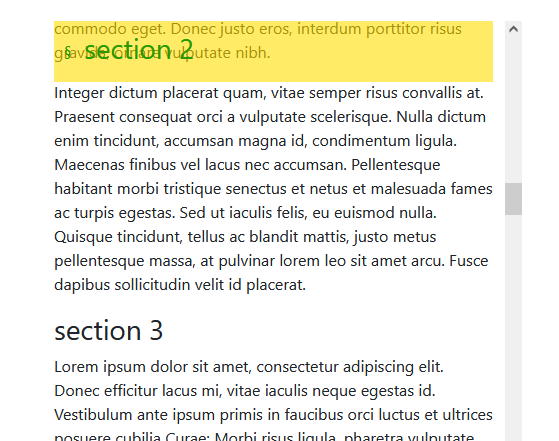 commodo eget. Donec justo eros, interdum porttitor risus
gravida, ornare vulputate nibh.
§ section 2
Integer dictum placerat quam, vitae semper risus convallis at.
Praesent consequat orci a vulputate scelerisque. Nulla dictum
enim tincidunt, accumsan magna id, condimentum ligula.
Maecenas finibus vel lacus nec accumsan. Pellentesque
habitant morbi tristique senectus et netus et malesuada fames
ac turpis egestas. Sed ut iaculis felis, eu euismod nulla.
Quisque tincidunt, tellus ac blandit mattis, justo metus
pellentesque massa, at pulvinar lorem leo sit amet arcu. Fusce
dapibus sollicitudin velit id placerat.
section 3
Lorem ipsum dolor sit amet, consectetur adipiscing elit.
Donec efficitur lacus mi, vitae iaculis neque egestas id.
Vestibulum ante ipsum primis in faucibus orci luctus et ultrices
posuere cubilia Curae; Morbi risus ligula, pharetra vulputate